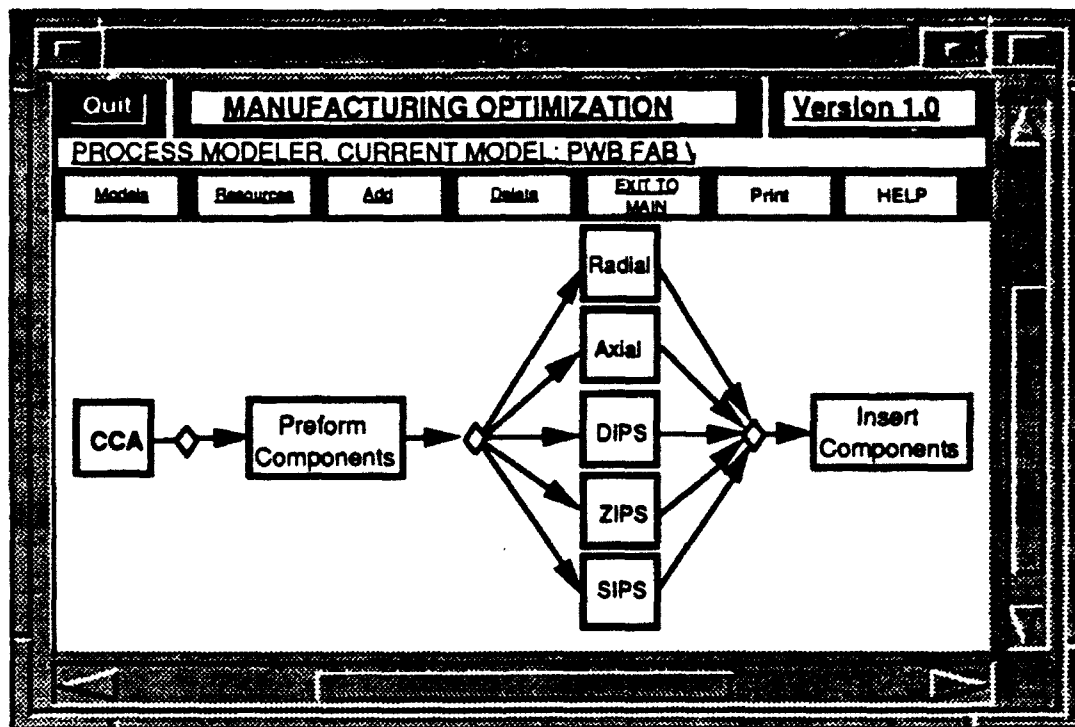 Quit
MANUFACTURING OPTIMIZATION
Version 1.0
PROCESS MODELER, CURRENT MODEL: PWB FAB \
Models
Resources
Add
Delete
EXIT TO
MAIN
Print
HELP
Radial
Axial
CCA
Preform
Components
DIPS
Insert
Components
ZIPS
SIPS